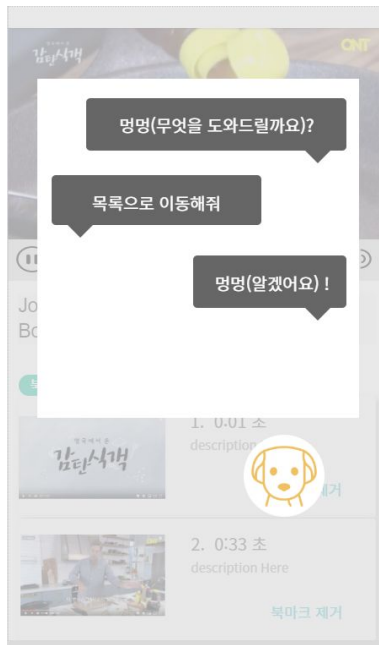 감탄식객
ONT
멍멍(무엇을 도와드릴까요)?
목록으로 이동해줘
멍멍(알겠어요) !
Jo
Bo
북
감탄식객
1. 0:01 초
description
제거
2. 0:33 초
description Here
북마크 제거